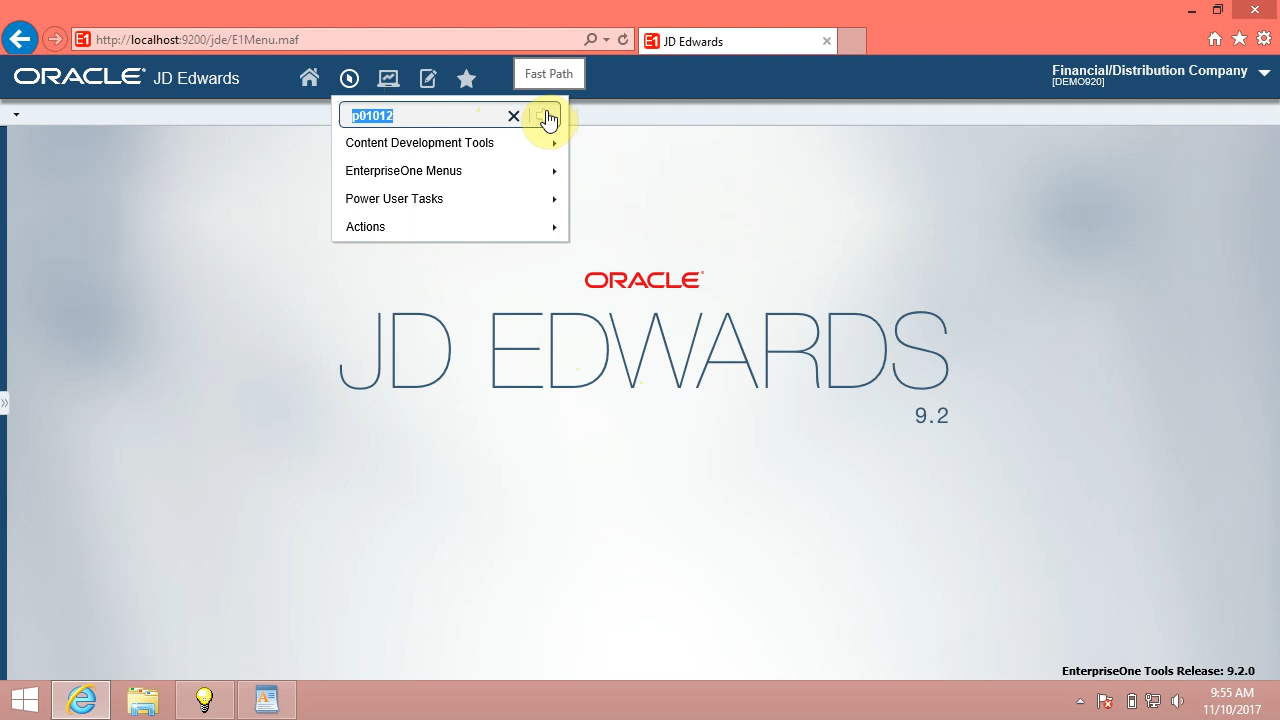 E1 http://localhost:9200/jde/E1Menu.maf
E1 JD Edwards
ORACLE® JD Edwards
Fast Path
Financial/Distribution Company
[DEMO920]
p01012
Content Development Tools
EnterpriseOne Menus
Power User Tasks
Actions
ORACLE®
JD EDWARDS
9.2
EnterpriseOne Tools Release: 9.2.0
9:55 AM
11/10/2017